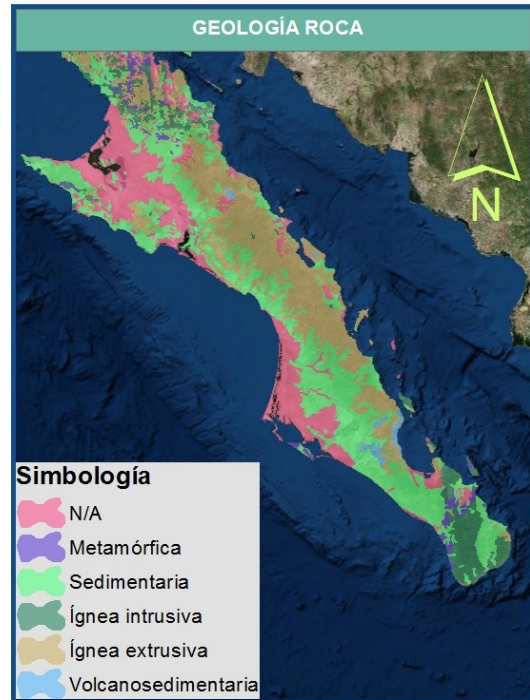 GEOLOGÍA ROCA
N
Simbología
N/A
Metamórfica
Sedimentaria
Ígnea intrusiva
Ígnea extrusiva
Volcanosedimentaria